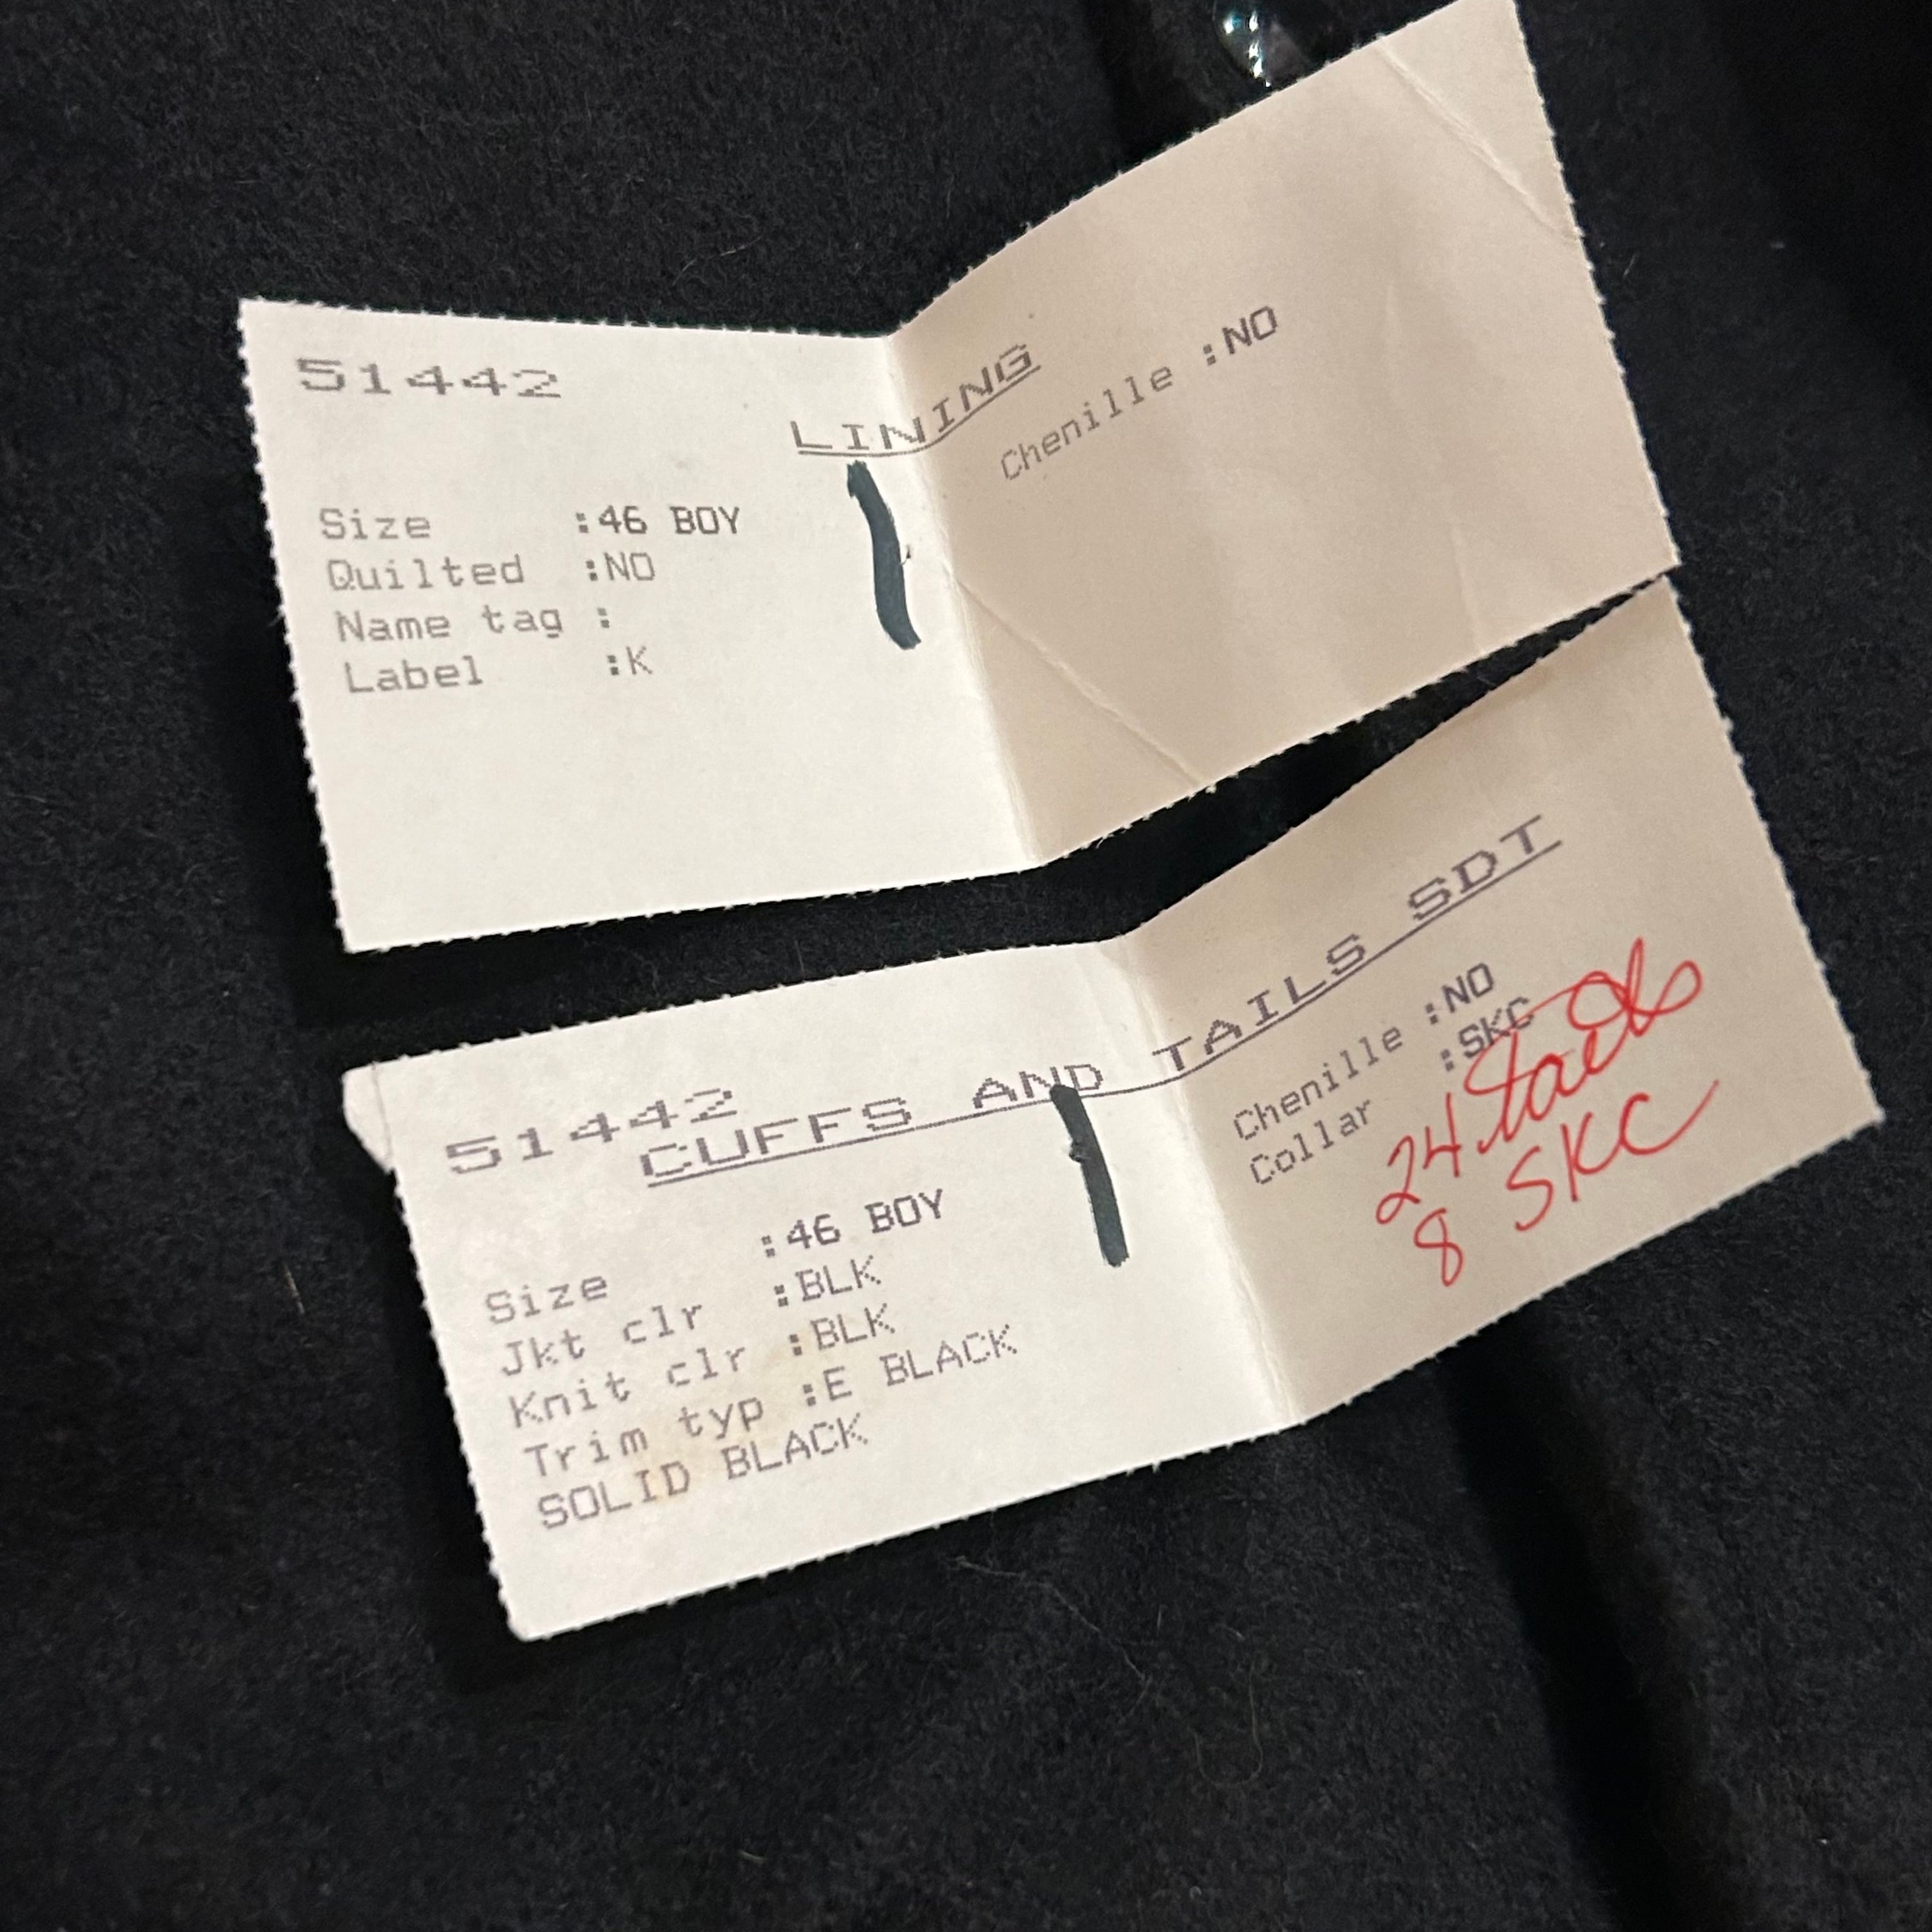 51442
LINING
Size :46 BOY
Quilted :NO
Name tag :
Label :K
Chenille :NO
51442
CUFFS AND TAILS SDT
Size :46 BOY
Jkt clr :BLK
Knit clr :BLK
Trim typ :E BLACK
SOLID BLACK
Chenille :NO
Collar :SKC
24 tails
8 SKC